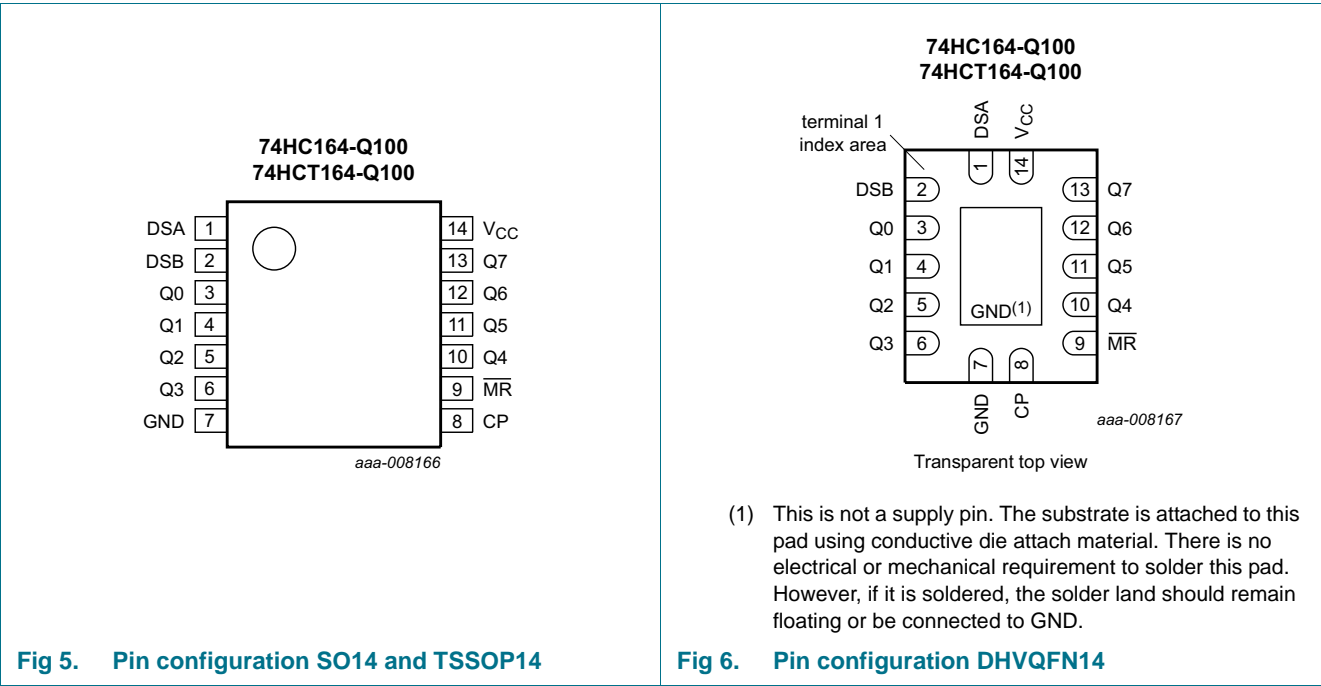 74HC164-Q100
74HCT164-Q100
DSA 1
DSB 2
Q0 3
Q1 4
Q2 5
Q3 6
GND 7
14 VCC
13 Q7
12 Q6
11 Q5
10 Q4
9 M̅R̅
8 CP
aaa-008166
Fig 5. Pin configuration SO14 and TSSOP14
74HC164-Q100
74HCT164-Q100
terminal 1
index area
DSA
VCC
1
14
DSB 2
Q0 3
Q1 4
Q2 5
Q3 6
13 Q7
12 Q6
11 Q5
10 Q4
9 M̅R̅
GND(1)
7
8
GND
CP
aaa-008167
Transparent top view
(1) This is not a supply pin. The substrate is attached to this
pad using conductive die attach material. There is no
electrical or mechanical requirement to solder this pad.
However, if it is soldered, the solder land should remain
floating or be connected to GND.
Fig 6. Pin configuration DHVQFN14